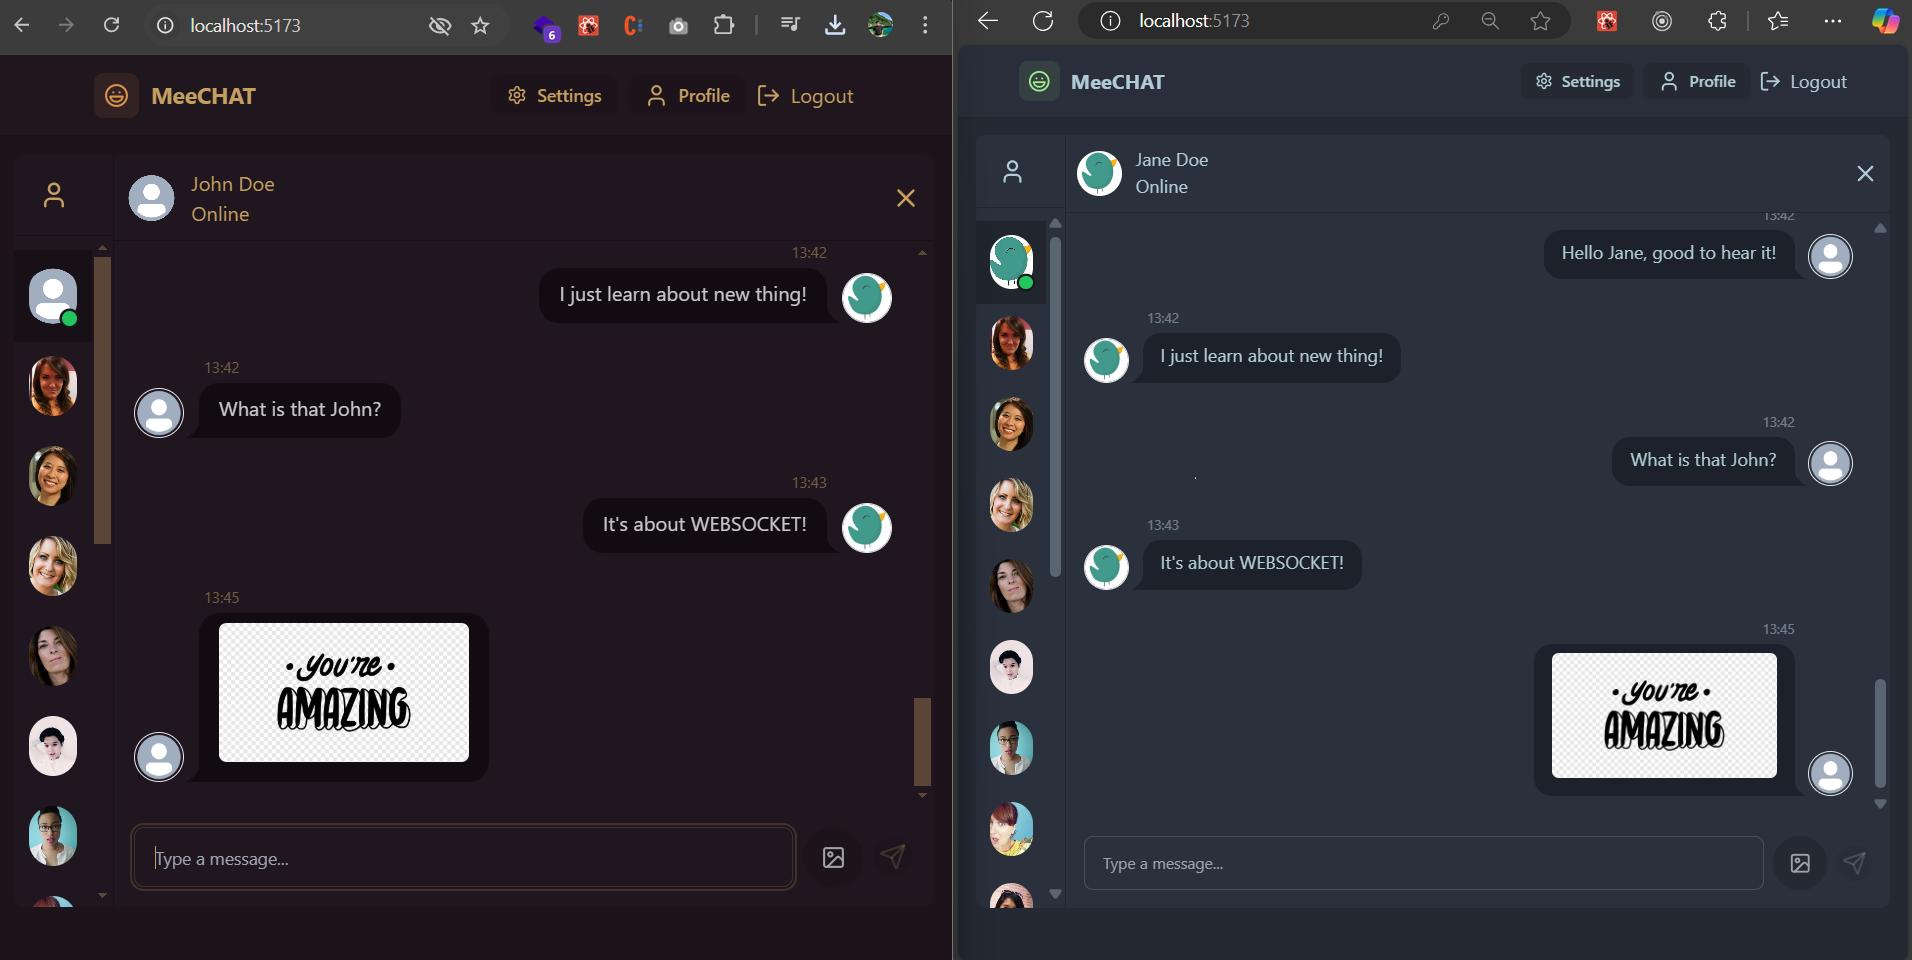 localhost:5173
6
MeeCHAT
Settings
Profile
Logout
John Doe
Online
13:42
I just learn about new thing!
13:42
What is that John?
13:43
It's about WEBSOCKET!
13:45
• you're •
AMAZING
Type a message...
localhost:5173
MeeCHAT
Settings
Profile
Logout
Jane Doe
Online
13:42
Hello Jane, good to hear it!
13:42
I just learn about new thing!
13:42
What is that John?
13:43
It's about WEBSOCKET!
13:45
• you're •
AMAZING
Type a message...